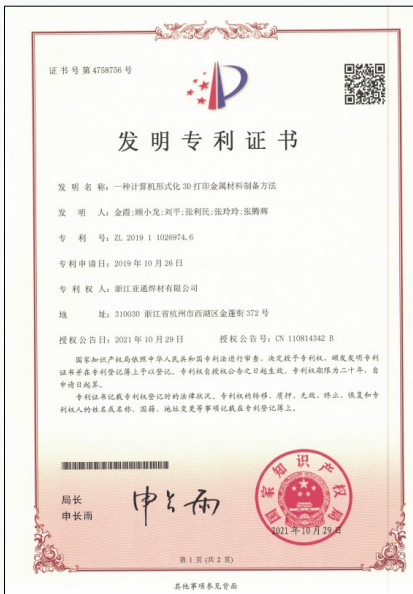 证书号第4758756号
发明专利证书
发明名称：一种计算机形式化3D打印金属材料制备方法
发明人：金霞;顾小龙;刘平;张利民;张玲玲;张腾辉
专利号：ZL 2019 1 1026974.6
专利申请日：2019年10月26日
专利权人：浙江亚通焊材有限公司
地址：310030 浙江省杭州市西湖区金蓬街372号
授权公告日：2021年10月29日 授权公告号：CN 110814342 B
国家知识产权局依照中华人民共和国专利法进行审查，决定授予专利权，颁发发明专利
证书并在专利登记簿上予以登记。专利权自授权公告之日起生效。专利权期限为二十年，自
申请日起算。
专利证书记载专利权登记时的法律状况。专利权的转移、质押、无效、终止、恢复和专
利权人的姓名或名称、国籍、地址变更等事项记载在专利登记簿上。
局长
申长雨
申长雨
国家知识产权局
2021年10月29日
第1页(共2页)
其他事项参见背面